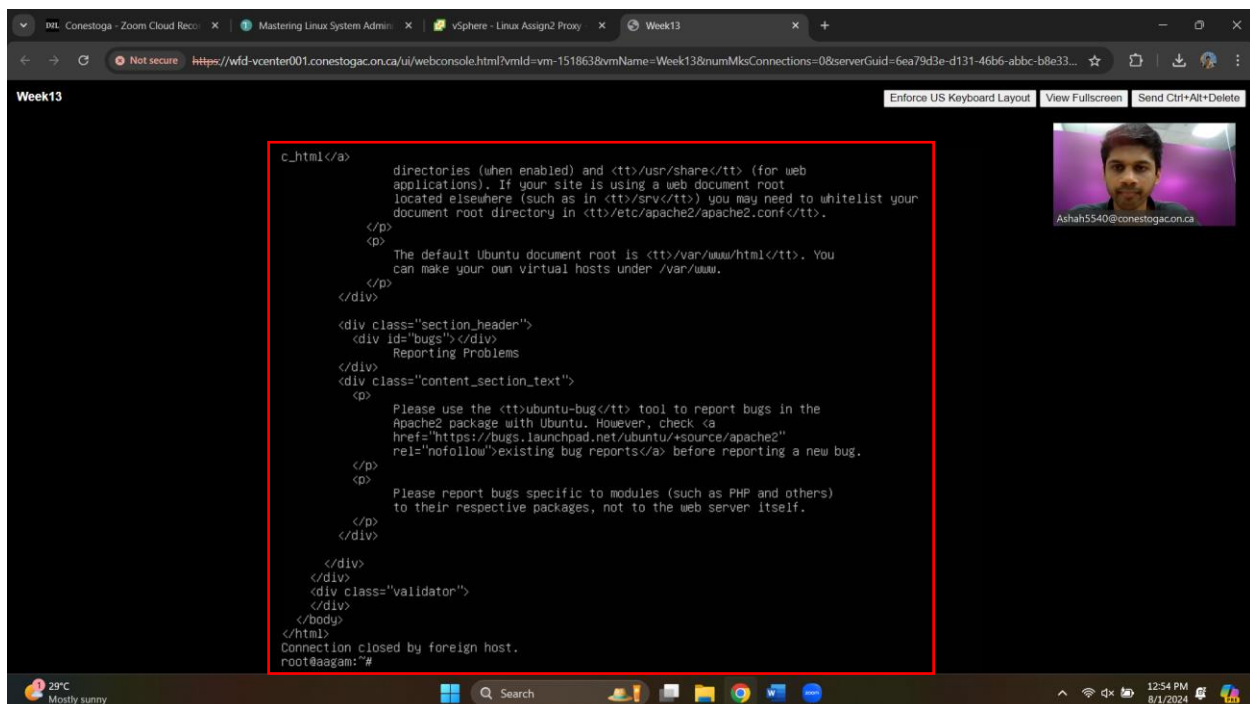 Conestoga - Zoom Cloud Reco
Mastering Linux System Admin
vSphere - Linux Assign2 Proxy
Week13
Not secure https://wfd-vcenter001.conestogac.on.ca/ui/webconsole.html?vmId=vm-151863&vmName=Week13&numMksConnections=0&serverGuid=6ea79d3e-d131-46b6-abbc-b8e33...
Week13
Enforce US Keyboard Layout
View Fullscreen
Send Ctrl+Alt+Delete
Ashah5540@conestogac.on.ca
c_html</a>
directories (when enabled) and <tt>/usr/share</tt> (for web
applications). If your site is using a web document root
located elsewhere (such as in <tt>/srv</tt>) you may need to whitelist your
document root directory in <tt>/etc/apache2/apache2.conf</tt>.
</p>
<p>
The default Ubuntu document root is <tt>/var/www/html</tt>. You
can make your own virtual hosts under /var/www.
</p>
</div>
<div class="section_header">
<div id="bugs"></div>
Reporting Problems
</div>
<div class="content_section_text">
<p>
Please use the <tt>ubuntu-bug</tt> tool to report bugs in the
Apache2 package with Ubuntu. However, check <a
href="https://bugs.launchpad.net/ubuntu/+source/apache2"
rel="nofollow">existing bug reports</a> before reporting a new bug.
</p>
<p>
Please report bugs specific to modules (such as PHP and others)
to their respective packages, not to the web server itself.
</p>
</div>
</div>
</div>
<div class="validator">
</div>
</body>
</html>
Connection closed by foreign host.
root@aagam:~#
29°C
Mostly sunny
Search
12:54 PM
8/1/2024